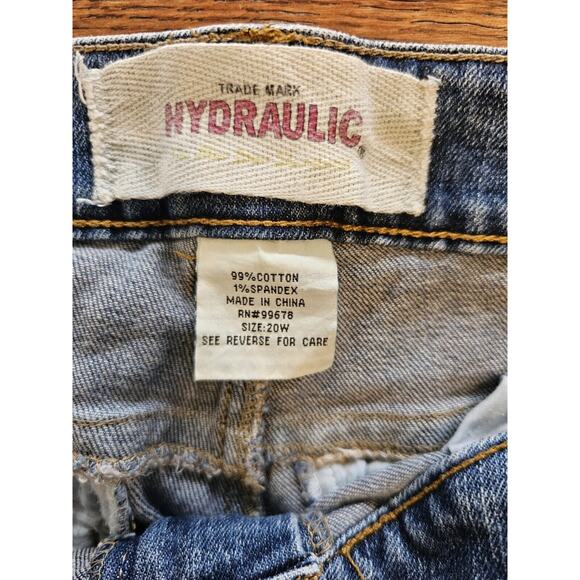 TRADE MARK
HYDRAULIC®
99%COTTON
1%SPANDEX
MADE IN CHINA
RN#99678
SIZE:20W
SEE REVERSE FOR CARE